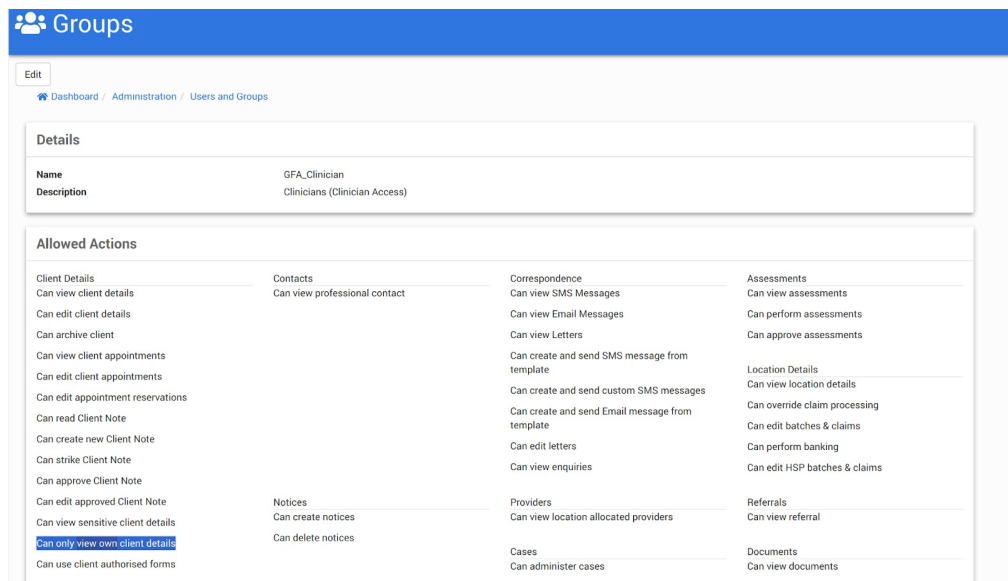 Groups
Edit
Dashboard / Administration / Users and Groups
Details
Name GFA_Clinician
Description Clinicians (Clinician Access)
Allowed Actions
Client Details
Can view client details
Can edit client details
Can archive client
Can view client appointments
Can edit client appointments
Can edit appointment reservations
Can read Client Note
Can create new Client Note
Can strike Client Note
Can approve Client Note
Can edit approved Client Note
Can view sensitive client details
Can only view own client details
Can use client authorised forms
Contacts
Can view professional contact
Notices
Can create notices
Can delete notices
Correspondence
Can view SMS Messages
Can view Email Messages
Can view Letters
Can create and send SMS message from
template
Can create and send custom SMS messages
Can create and send Email message from
template
Can edit letters
Can view enquiries
Providers
Can view location allocated providers
Cases
Can administer cases
Assessments
Can view assessments
Can perform assessments
Can approve assessments
Location Details
Can view location details
Can override claim processing
Can edit batches & claims
Can perform banking
Can edit HSP batches & claims
Referrals
Can view referral
Documents
Can view documents